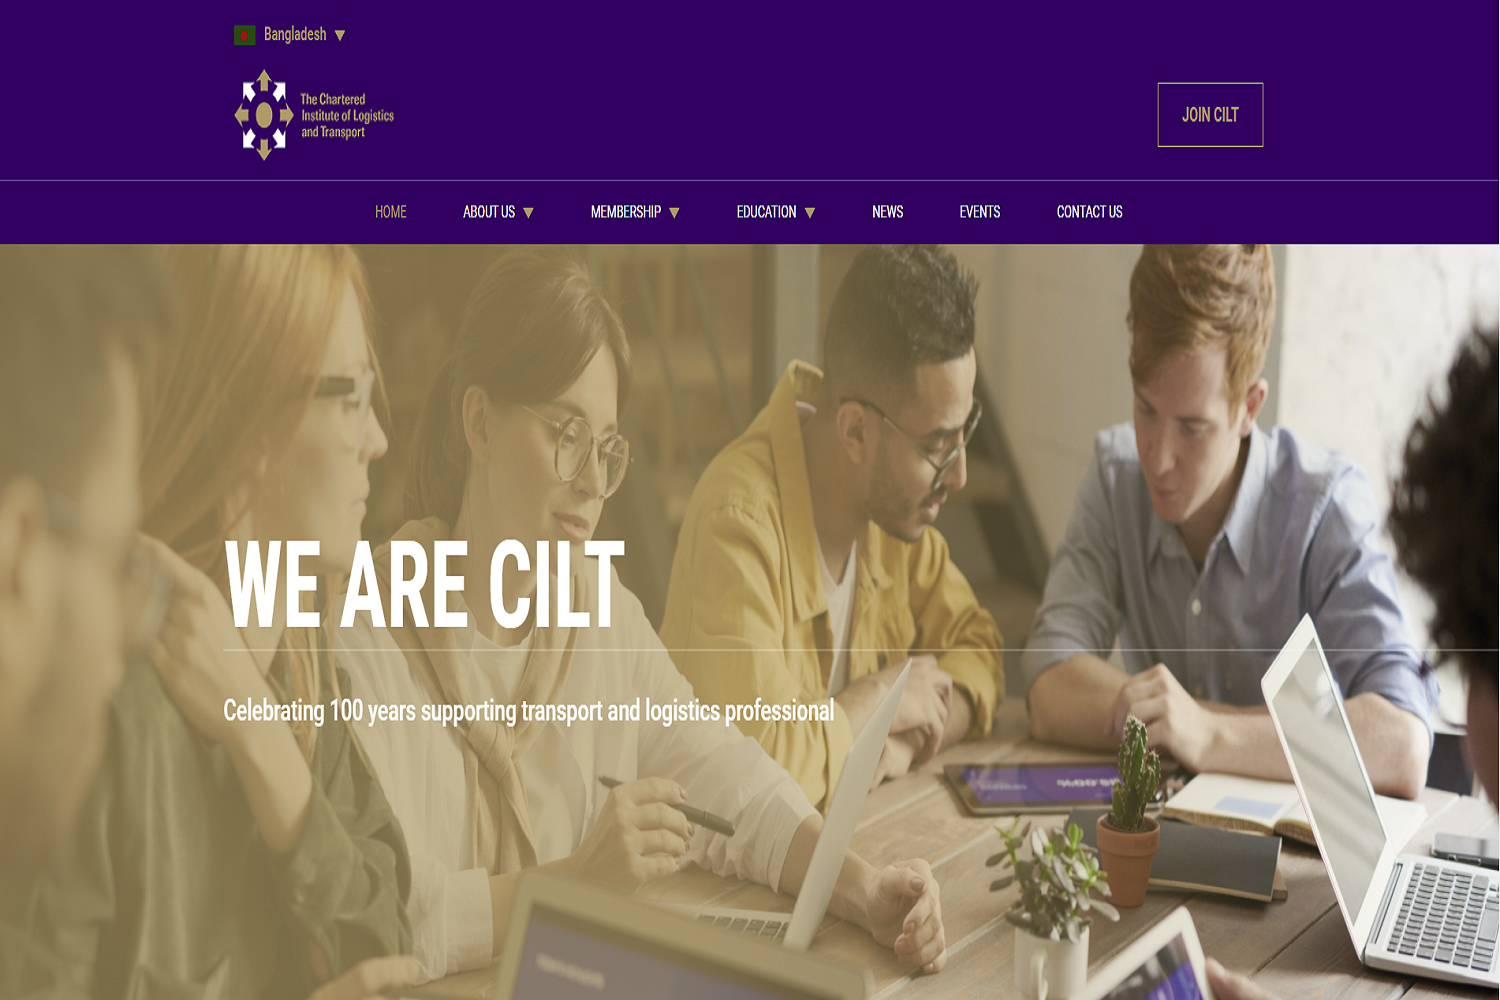 Bangladesh
The Chartered
Institute of Logistics
and Transport
JOIN CILT
HOME ABOUT US MEMBERSHIP EDUCATION NEWS EVENTS CONTACT US
WE ARE CILT
Celebrating 100 years supporting transport and logistics professional